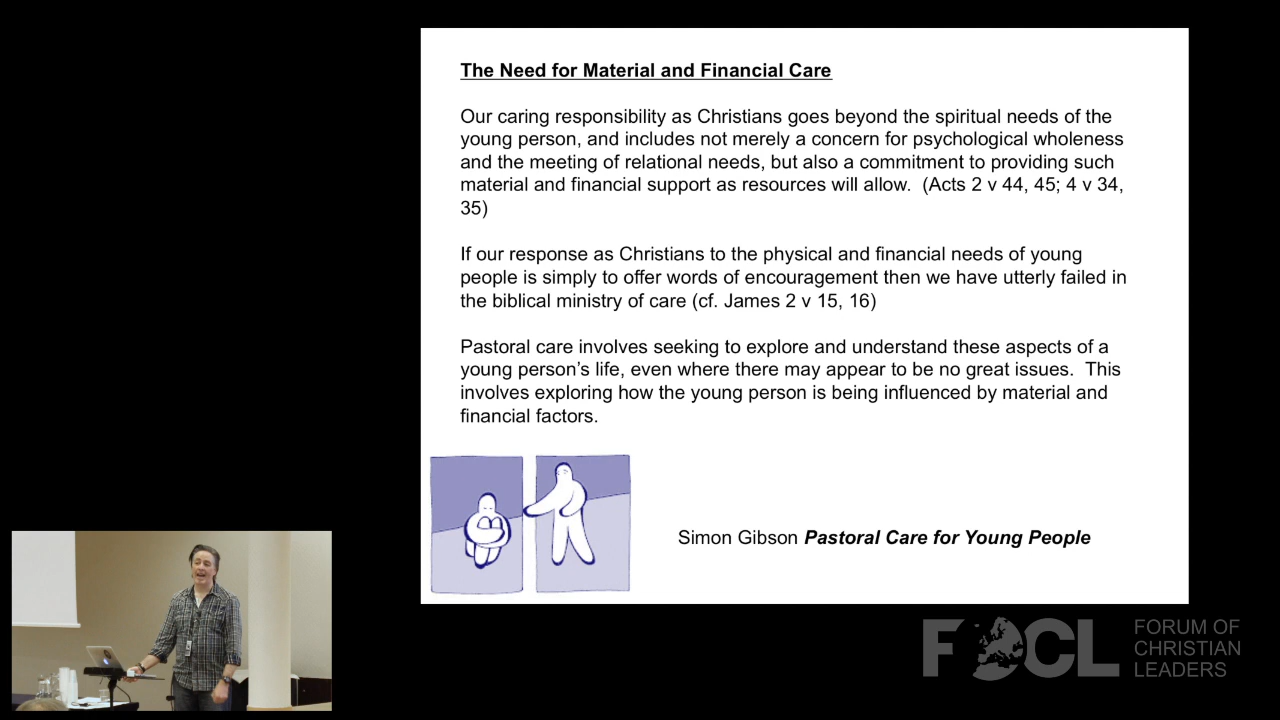 The Need for Material and Financial Care
Our caring responsibility as Christians goes beyond the spiritual needs of the
young person, and includes not merely a concern for psychological wholeness
and the meeting of relational needs, but also a commitment to providing such
material and financial support as resources will allow.  (Acts 2 v 44, 45; 4 v 34,
35)
If our response as Christians to the physical and financial needs of young
people is simply to offer words of encouragement then we have utterly failed in
the biblical ministry of care (cf. James 2 v 15, 16)
Pastoral care involves seeking to explore and understand these aspects of a
young person’s life, even where there may appear to be no great issues.  This
involves exploring how the young person is being influenced by material and
financial factors.
Simon Gibson Pastoral Care for Young People
FOCL
FORUM OF
CHRISTIAN
LEADERS